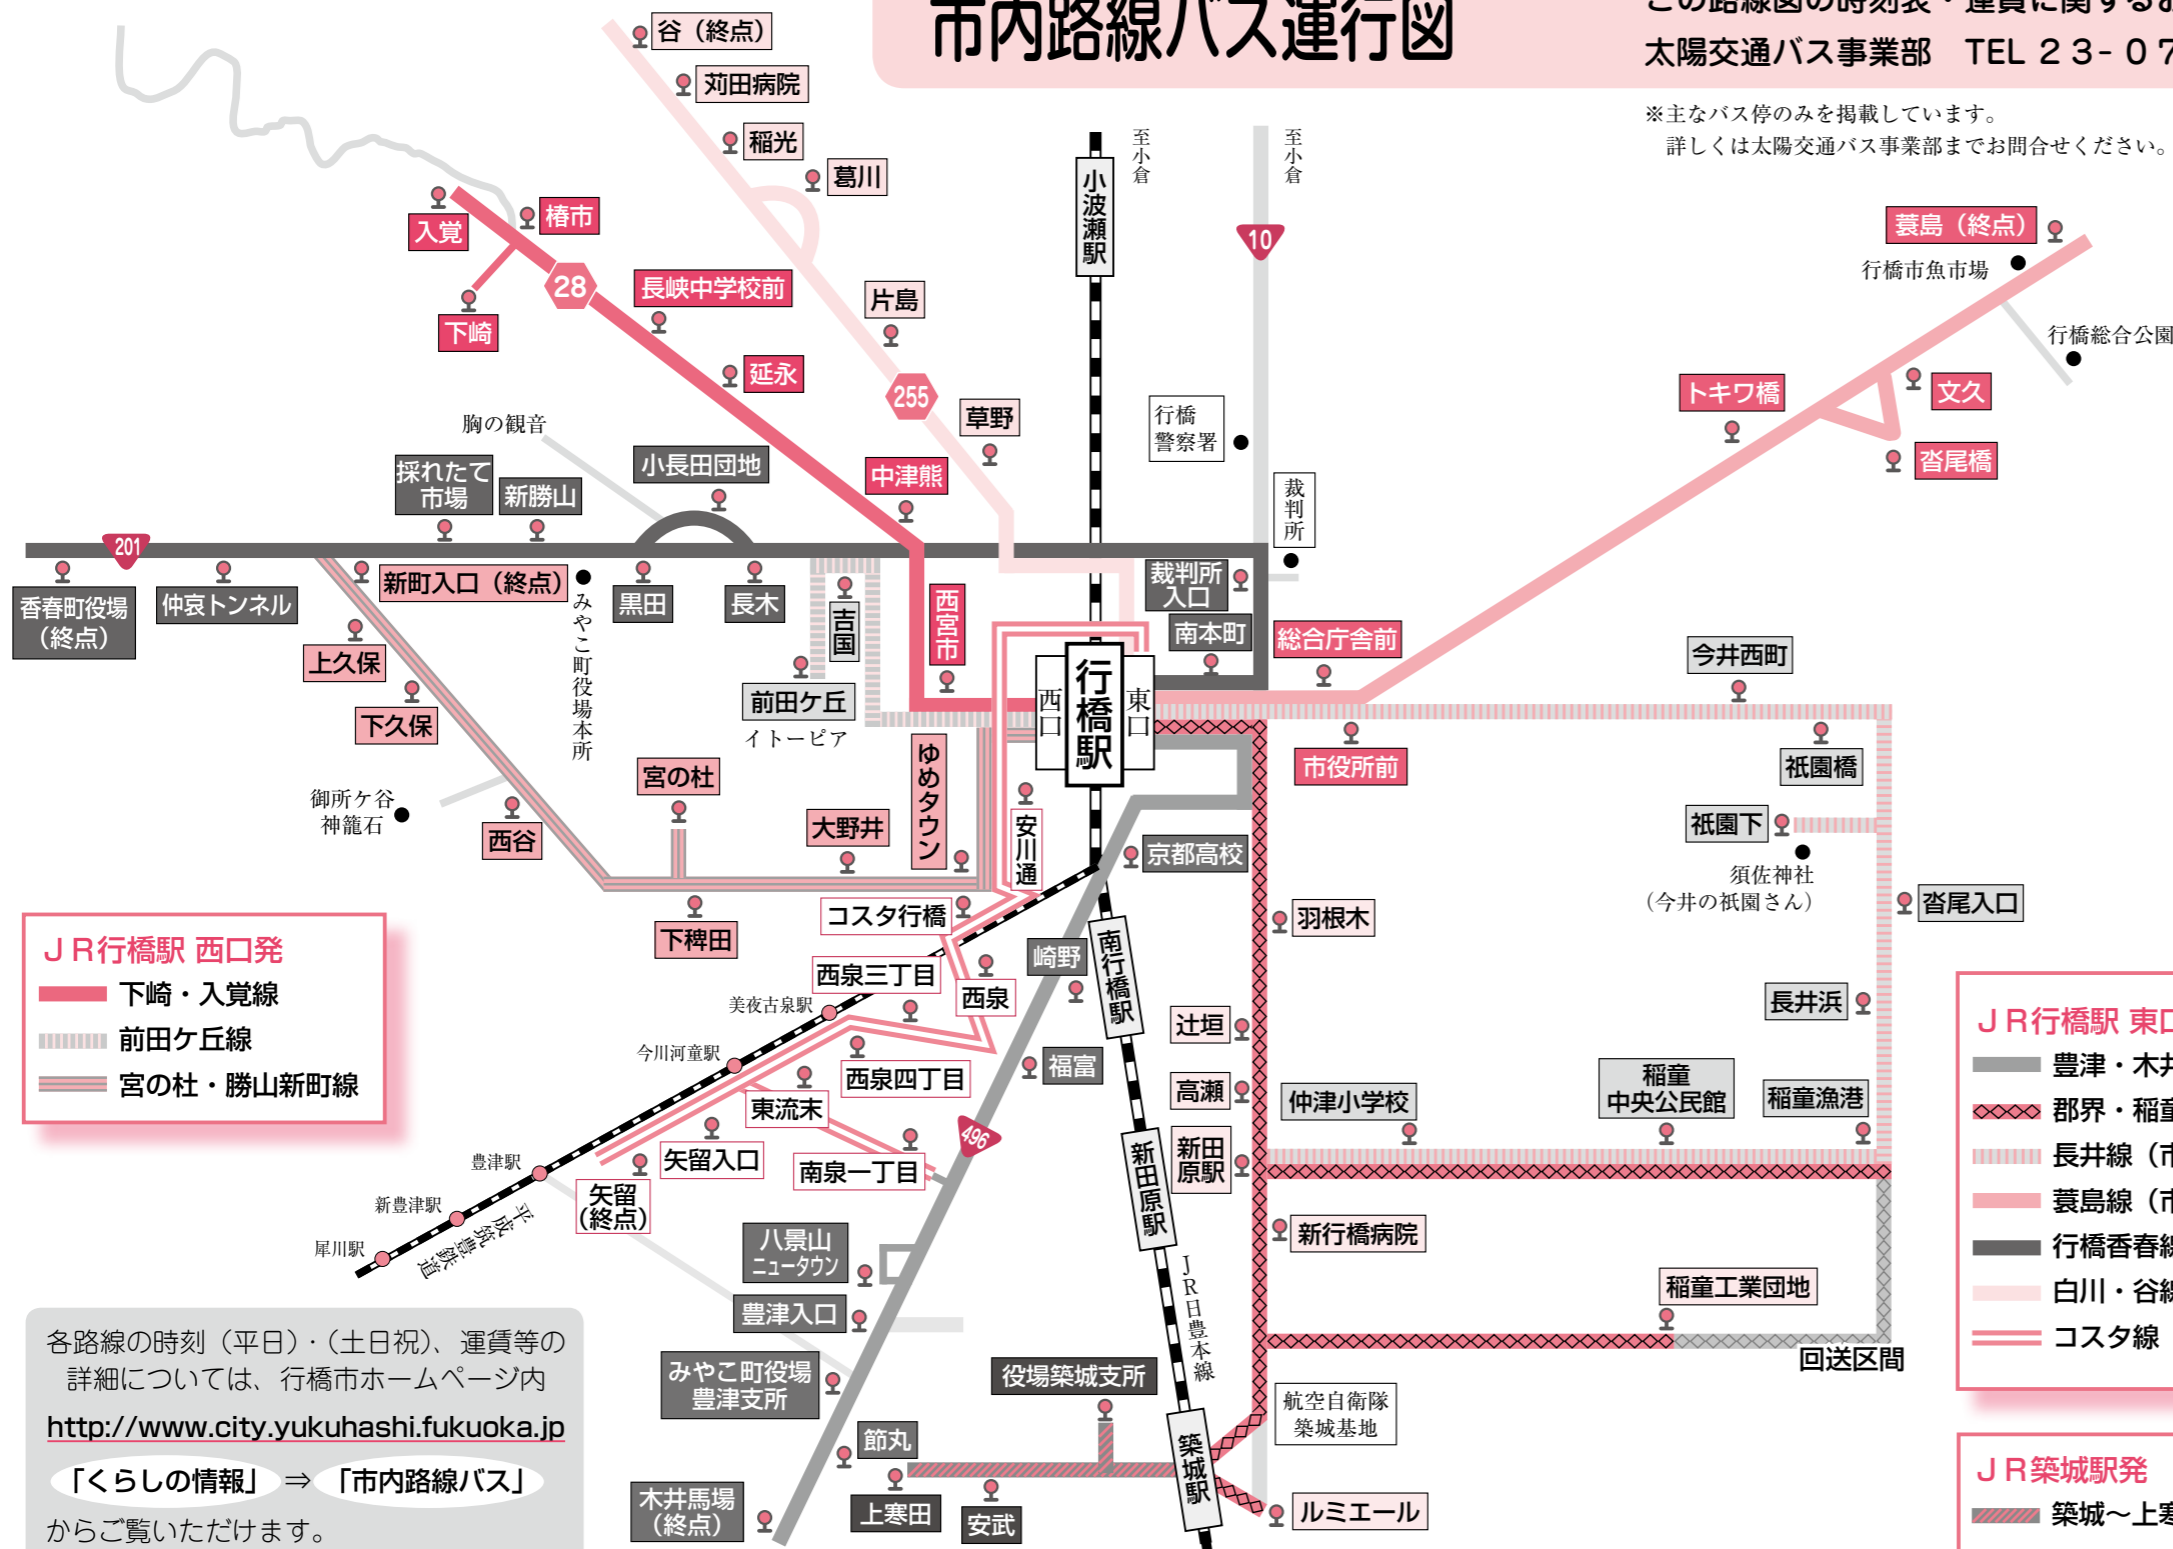 市内路線バス運行図
この路線図の時刻表・運賃に関するお
太陽交通バス事業部　TEL 23-07
※主なバス停のみを掲載しています。
詳しくは太陽交通バス事業部までお問合せください。
谷（終点）
苅田病院
稲光
葛川
入覚
椿市
下崎
28
長峡中学校前
延永
片島
255
草野
中津熊
至小倉
小波瀬駅
至小倉
10
行橋
警察署
裁判所
蓑島（終点）
行橋市魚市場
行橋総合公園
トキワ橋
文久
沓尾橋
胸の観音
採れたて
市場
新勝山
小長田団地
201
香春町役場
（終点）
仲哀トンネル
新町入口（終点）
みやこ町役場本所
黒田
長木
吉国
西宮市
前田ケ丘
イトーピア
上久保
下久保
御所ケ谷
神籠石
西谷
宮の杜
大野井
ゆめタウン
下稗田
裁判所
入口
南本町
総合庁舎前
西口
行橋駅
東口
市役所前
今井西町
祇園橋
祇園下
須佐神社
（今井の祇園さん）
沓尾入口
長井浜
安川通
京都高校
コスタ行橋
西泉三丁目
西泉
崎野
南行橋駅
羽根木
美夜古泉駅
今川河童駅
西泉四丁目
東流末
福富
辻垣
高瀬
新田
原駅
仲津小学校
稲童
中央公民館
稲童漁港
矢留入口
南泉一丁目
496
新田原駅
豊津駅
矢留
（終点）
新豊津駅
犀川駅
平成筑豊鉄道
八景山
ニュータウン
豊津入口
みやこ町役場
豊津支所
新行橋病院
稲童工業団地
回送区間
JR日豊本線
役場築城支所
航空自衛隊
築城基地
節丸
上寒田
安武
築城駅
木井馬場
（終点）
ルミエール
ＪＲ行橋駅 西口発
下崎・入覚線
前田ケ丘線
宮の杜・勝山新町線
ＪＲ行橋駅 東口
豊津・木井
郡界・稲童
長井線（市
蓑島線（市
行橋香春線
白川・谷線
コスタ線
ＪＲ築城駅発
築城～上寒
各路線の時刻（平日）・（土日祝）、運賃等の
詳細については、行橋市ホームページ内
http://www.city.yukuhashi.fukuoka.jp
「くらしの情報」 ⇒ 「市内路線バス」
からご覧いただけます。